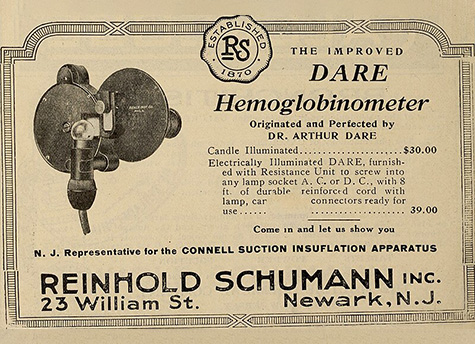 ESTABLISHED
RS
1870
THE IMPROVED
DARE
Hemoglobinometer
Originated and Perfected by
DR. ARTHUR DARE
Candle Illuminated......................$30.00
Electrically Illuminated DARE, furnish-
ed with Resistance Unit to screw into
any lamp socket A. C. or D. C., with 8
ft. of durable reinforced cord with
lamp, car connectors ready for
use...... ........................ 39.00
Come in and let us show you
N. J. Representative for the CONNELL SUCTION INSUFLATION APPARATUS
REINHOLD SCHUMANN INC.
23 William St. Newark, N.J.